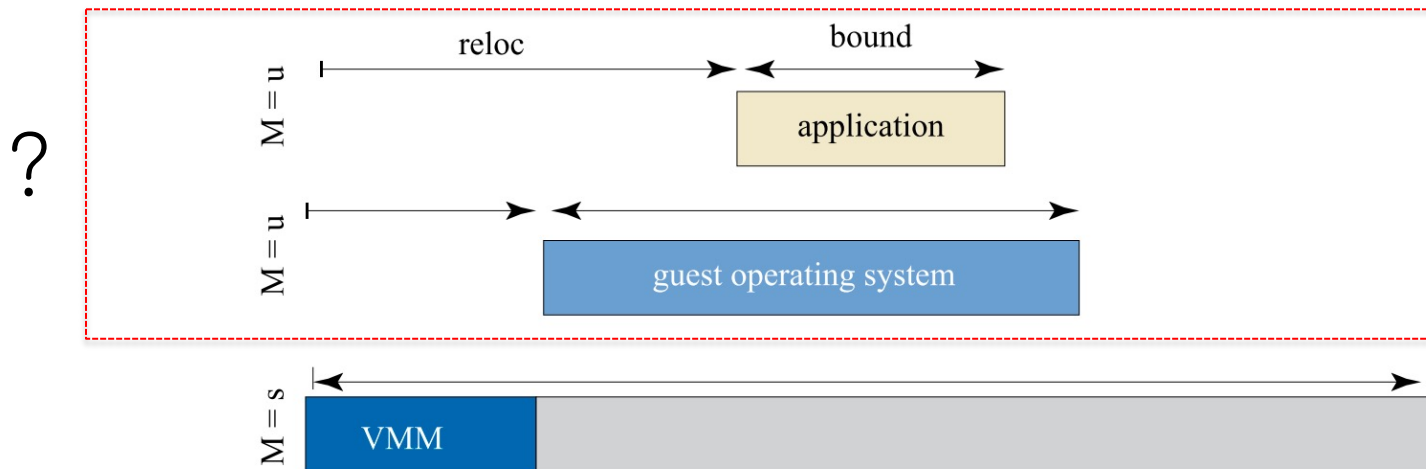 reloc
bound
M = u
application
?
M = u
guest operating system
M = s
VMM